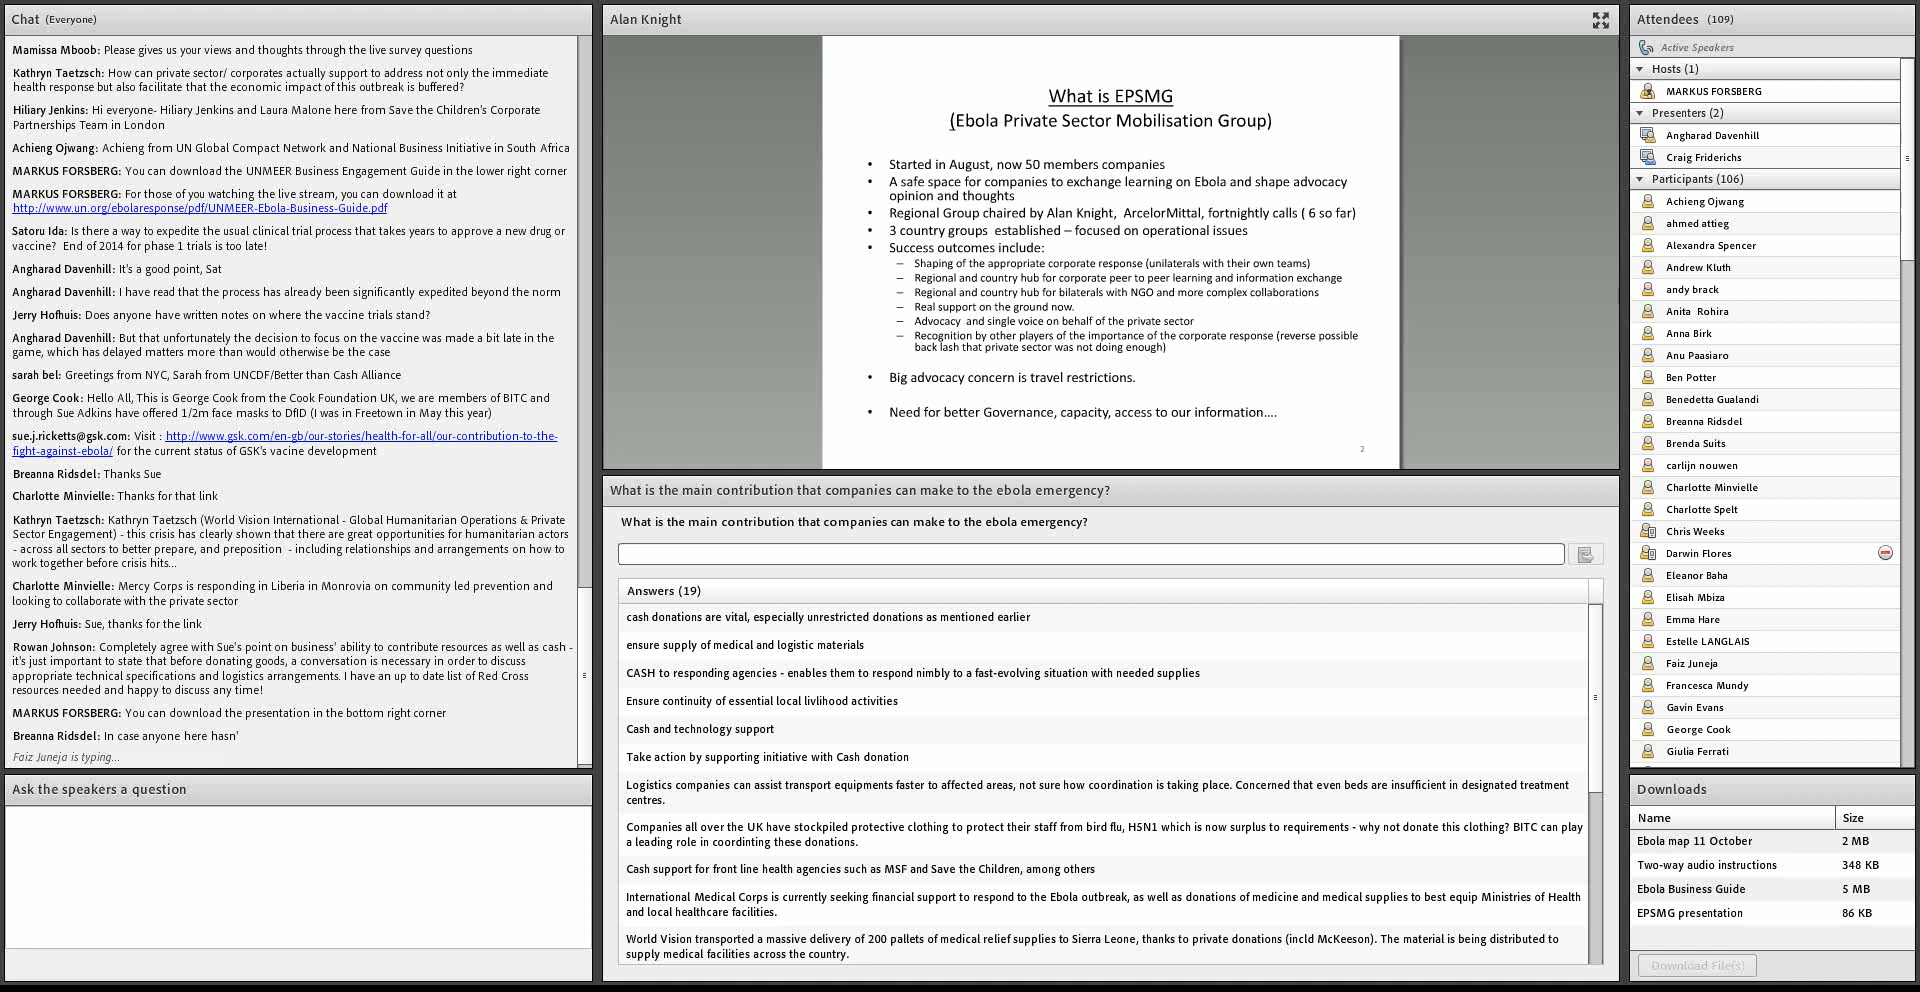 Chat (Everyone)
Mamissa Mboob: Please gives us your views and thoughts through the live survey questions
Kathryn Taetzsch: How can private sector/ corporates actually support to address not only the immediate
health response but also facilitate that the economic impact of this outbreak is buffered?
Hiliary Jenkins: Hi everyone- Hiliary Jenkins and Laura Malone here from Save the Children's Corporate
Partnerships Team in London
Achieng Ojwang: Achieng from UN Global Compact Network and National Business Initiative in South Africa
MARKUS FORSBERG: You can download the UNMEER Business Engagement Guide in the lower right corner
MARKUS FORSBERG: For those of you watching the live stream, you can download it at
http://www.un.org/ebolaresponse/pdf/UNMEER-Ebola-Business-Guide.pdf
Satoru Ida: Is there a way to expedite the usual clinical trial process that takes years to approve a new drug or
vaccine? End of 2014 for phase 1 trials is too late!
Angharad Davenhill: It's a good point, Sat
Angharad Davenhill: I have read that the process has already been significantly expedited beyond the norm
Jerry Hofhuis: Does anyone have written notes on where the vaccine trials stand?
Angharad Davenhill: But that unfortunately the decision to focus on the vaccine was made a bit late in the
game, which has delayed matters more than would otherwise be the case
sarah bel: Greetings from NYC, Sarah from UNCDF/Better than Cash Alliance
George Cook: Hello All, This is George Cook from the Cook Foundation UK, we are members of BITC and
through Sue Adkins have offered 1/2m face masks to DfID (I was in Freetown in May this year)
sue.j.ricketts@gsk.com: Visit : http://www.gsk.com/en-gb/our-stories/health-for-all/our-contribution-to-the-
fight-against-ebola/ for the current status of GSK's vacine development
Breanna Ridsdel: Thanks Sue
Charlotte Minvielle: Thanks for that link
Kathryn Taetzsch: Kathryn Taetzsch (World Vision International - Global Humanitarian Operations & Private
Sector Engagement) - this crisis has clearly shown that there are great opportunities for humanitarian actors
- across all sectors to better prepare, and preposition - including relationships and arrangements on how to
work together before crisis hits...
Charlotte Minvielle: Mercy Corps is responding in Liberia in Monrovia on community led prevention and
looking to collaborate with the private sector
Jerry Hofhuis: Sue, thanks for the link
Rowan Johnson: Completely agree with Sue's point on business' ability to contribute resources as well as cash -
it's just important to state that before donating goods, a conversation is necessary in order to discuss
appropriate technical specifications and logistics arrangements. I have an up to date list of Red Cross
resources needed and happy to discuss any time!
MARKUS FORSBERG: You can download the presentation in the bottom right corner
Breanna Ridsdel: In case anyone here hasn'
Faiz Juneja is typing...
Ask the speakers a question
Alan Knight
What is EPSMG
(Ebola Private Sector Mobilisation Group)
• Started in August, now 50 members companies
• A safe space for companies to exchange learning on Ebola and shape advocacy
opinion and thoughts
• Regional Group chaired by Alan Knight, ArcelorMittal, fortnightly calls ( 6 so far)
• 3 country groups established – focused on operational issues
• Success outcomes include:
– Shaping of the appropriate corporate response (unilaterals with their own teams)
– Regional and country hub for corporate peer to peer learning and information exchange
– Regional and country hub for bilaterals with NGO and more complex collaborations
– Real support on the ground now.
– Advocacy and single voice on behalf of the private sector
– Recognition by other players of the importance of the corporate response (reverse possible
back lash that private sector was not doing enough)
• Big advocacy concern is travel restrictions.
• Need for better Governance, capacity, access to our information....
2
What is the main contribution that companies can make to the ebola emergency?
What is the main contribution that companies can make to the ebola emergency?
Answers (19)
cash donations are vital, especially unrestricted donations as mentioned earlier
ensure supply of medical and logistic materials
CASH to responding agencies - enables them to respond nimbly to a fast-evolving situation with needed supplies
Ensure continuity of essential local livlihood activities
Cash and technology support
Take action by supporting initiative with Cash donation
Logistics companies can assist transport equipments faster to affected areas, not sure how coordination is taking place. Concerned that even beds are insufficient in designated treatment
centres.
Companies all over the UK have stockpiled protective clothing to protect their staff from bird flu, H5N1 which is now surplus to requirements - why not donate this clothing? BITC can play
a leading role in coordinting these donations.
Cash support for front line health agencies such as MSF and Save the Children, among others
International Medical Corps is currently seeking financial support to respond to the Ebola outbreak, as well as donations of medicine and medical supplies to best equip Ministries of Health
and local healthcare facilities.
World Vision transported a massive delivery of 200 pallets of medical relief supplies to Sierra Leone, thanks to private donations (incld McKeeson). The material is being distributed to
supply medical facilities across the country.
Attendees (109)
Active Speakers
Hosts (1)
MARKUS FORSBERG
Presenters (2)
Angharad Davenhill
Craig Friderichs
Participants (106)
Achieng Ojwang
ahmed attieg
Alexandra Spencer
Andrew Kluth
andy brack
Anita Rohira
Anna Birk
Anu Paasiaro
Ben Potter
Benedetta Gualandi
Breanna Ridsdel
Brenda Suits
carlijn nouwen
Charlotte Minvielle
Charlotte Spelt
Chris Weeks
Darwin Flores
Eleanor Baha
Elisah Mbiza
Emma Hare
Estelle LANGLAIS
Faiz Juneja
Francesca Mundy
Gavin Evans
George Cook
Giulia Ferrati
Downloads
Name Size
Ebola map 11 October 2 MB
Two-way audio instructions 348 KB
Ebola Business Guide 5 MB
EPSMG presentation 86 KB
Download File(s)